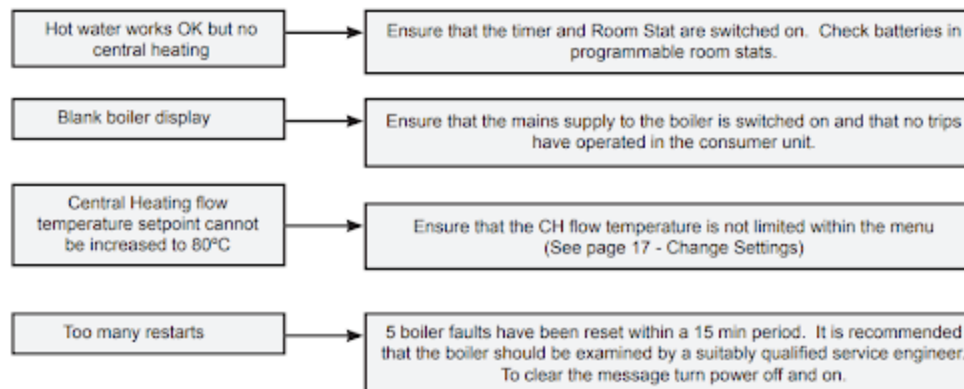 Hot water works OK but no
central heating
Ensure that the timer and Room Stat are switched on. Check batteries in
programmable room stats.
Blank boiler display
Ensure that the mains supply to the boiler is switched on and that no trips
have operated in the consumer unit.
Central Heating flow
temperature setpoint cannot
be increased to 80ºC
Ensure that the CH flow temperature is not limited within the menu
(See page 17 - Change Settings)
Too many restarts
5 boiler faults have been reset within a 15 min period. It is recommended
that the boiler should be examined by a suitably qualified service engineer.
To clear the message turn power off and on.